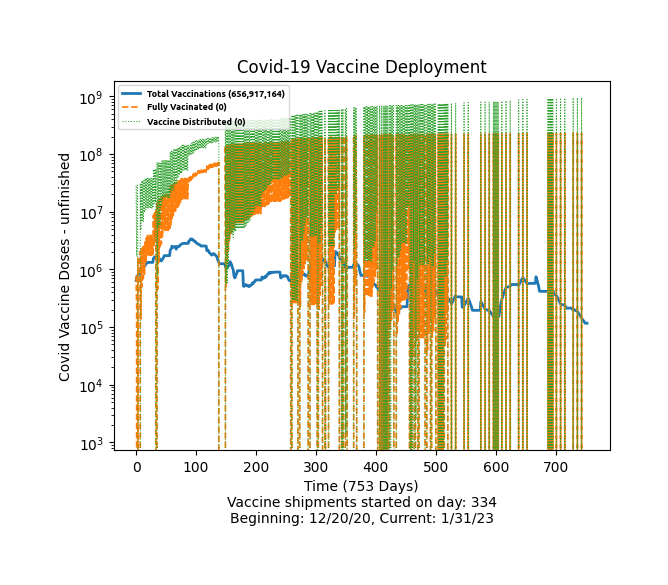 Covid-19 Vaccine Deployment
Total Vaccinations (656,917,164)
Fully Vacinated (0)
Vaccine Distributed (0)
Covid Vaccine Doses - unfinished
10⁹
10⁸
10⁷
10⁶
10⁵
10⁴
10³
0 100 200 300 400 500 600 700
Time (753 Days)
Vaccine shipments started on day: 334
Beginning: 12/20/20, Current: 1/31/23